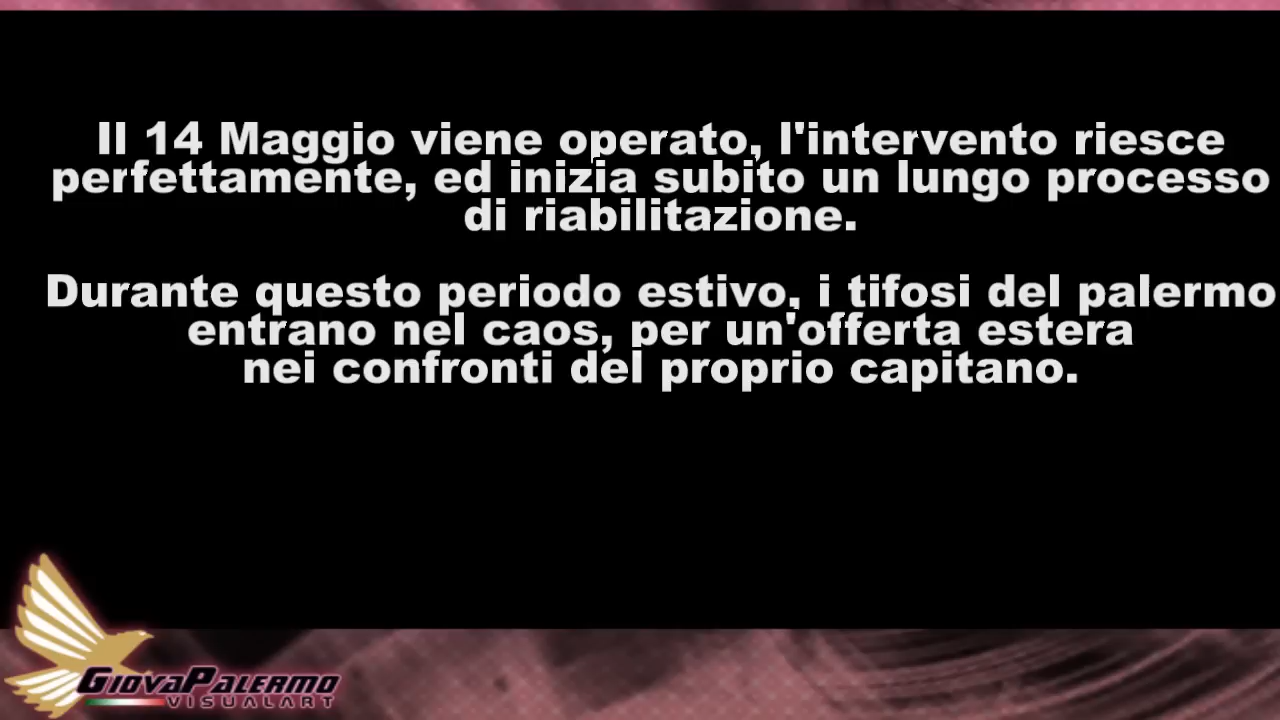 Il 14 Maggio viene operato, l'intervento riesce
perfettamente, ed inizia subito un lungo processo
di riabilitazione.
Durante questo periodo estivo, i tifosi del palermo
entrano nel caos, per un'offerta estera
nei confronti del proprio capitano.
GiovaPalermo
VISUALART